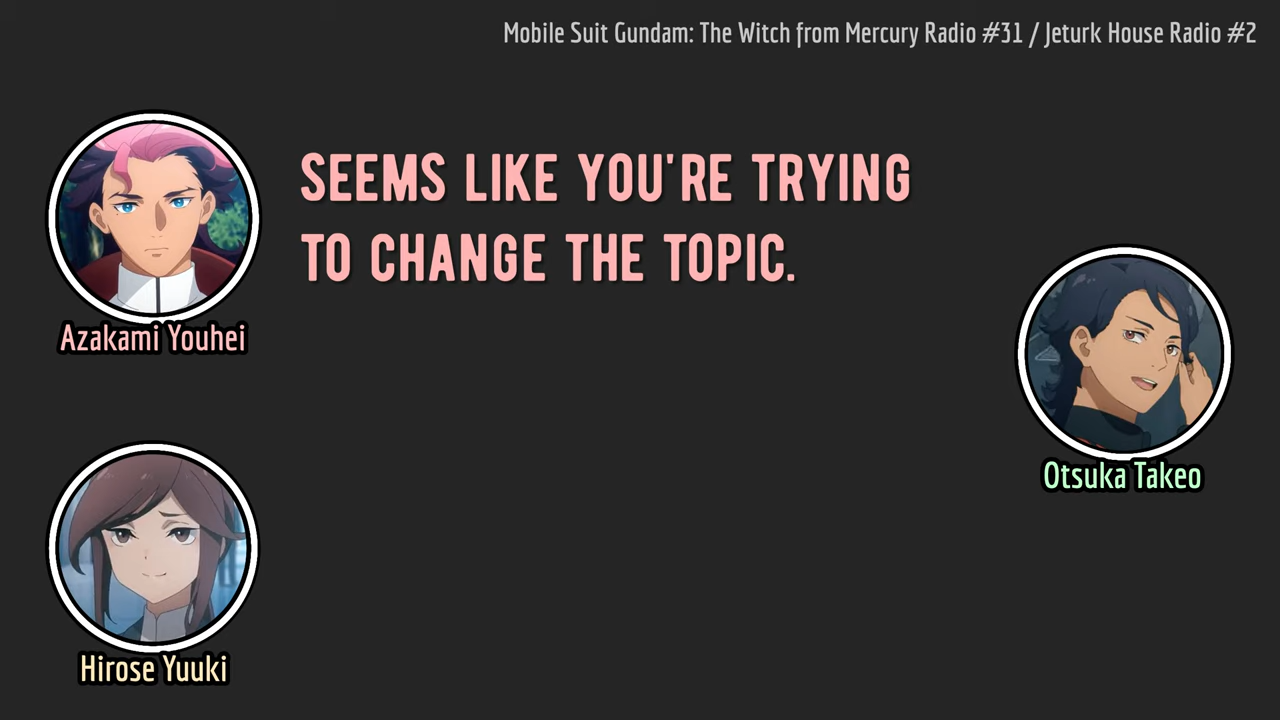 Mobile Suit Gundam: The Witch from Mercury Radio #31 / Jeturk House Radio #2
SEEMS LIKE YOU'RE TRYING
TO CHANGE THE TOPIC.
Azakami Youhei
Otsuka Takeo
Hirose Yuuki